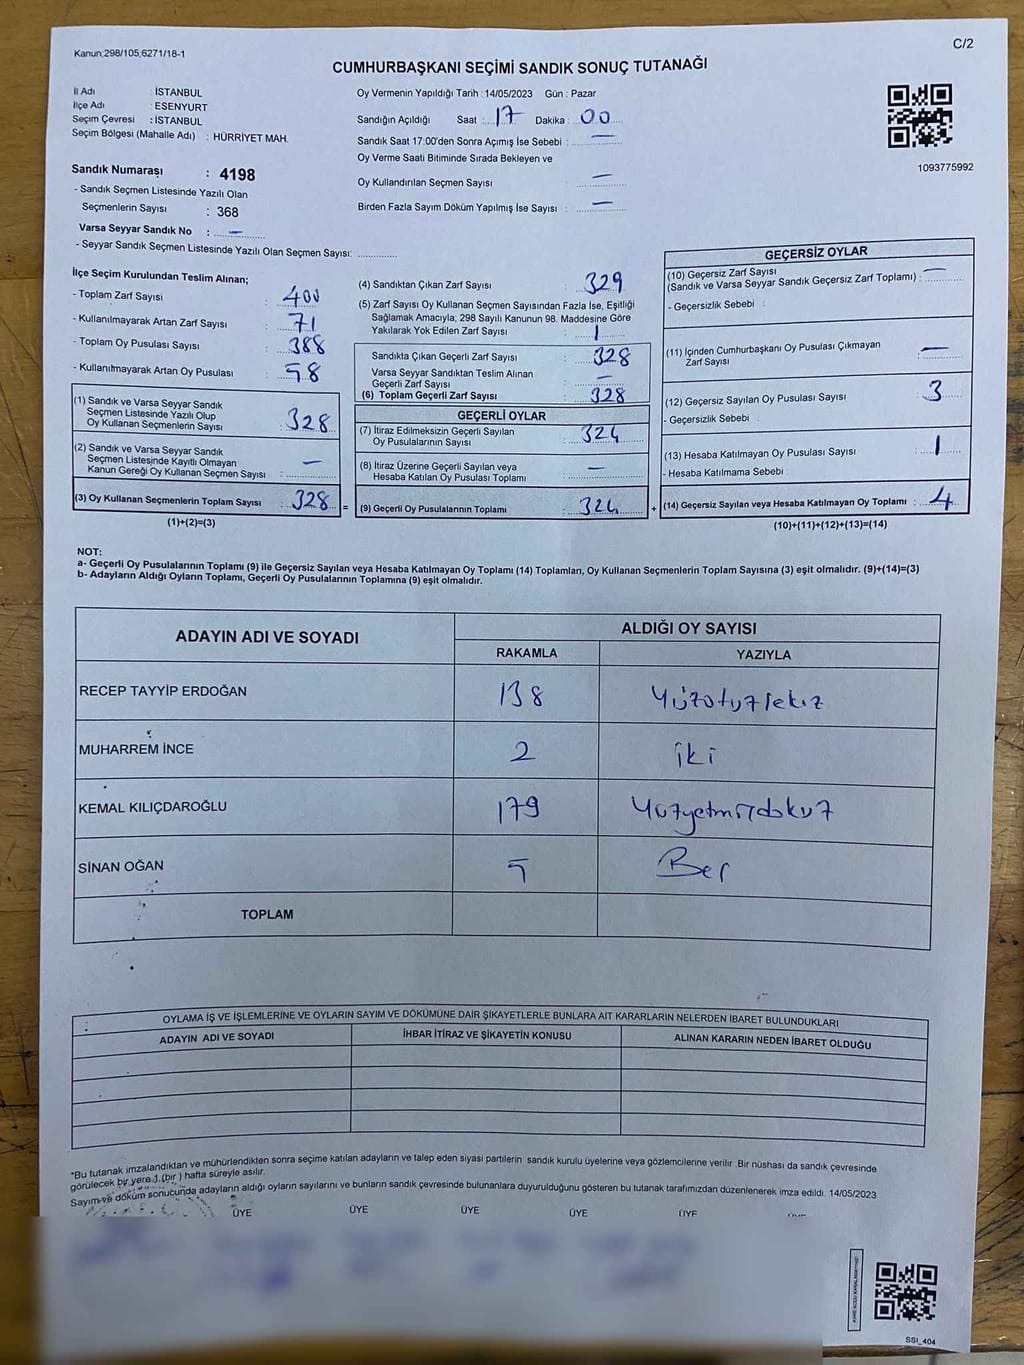 Kanun;298/105,6271/18-1
C/2
CUMHURBAŞKANI SEÇİMİ SANDIK SONUÇ TUTANAĞI
İl Adı : İSTANBUL
İlçe Adı : ESENYURT
Seçim Çevresi : İSTANBUL
Seçim Bölgesi (Mahalle Adı) : HÜRRİYET MAH.
Oy Vermenin Yapıldığı Tarih :14/05/2023 Gün : Pazar
Sandığın Açıldığı Saat : 17 Dakika : 00
Sandık Saat 17:00'den Sonra Açımış İse Sebebi : —
Oy Verme Saati Bitiminde Sırada Bekleyen ve
Oy Kullandırılan Seçmen Sayısı : —
Birden Fazla Sayım Döküm Yapılmış İse Sayısı : —
1093775992
Sandık Numarası : 4198
- Sandık Seçmen Listesinde Yazılı Olan
Seçmenlerin Sayısı : 368
Varsa Seyyar Sandık No : —
- Seyyar Sandık Seçmen Listesinde Yazılı Olan Seçmen Sayısı:
İlçe Seçim Kurulundan Teslim Alınan;
- Toplam Zarf Sayısı : 400
- Kullanılmayarak Artan Zarf Sayısı : 71
- Toplam Oy Pusulası Sayısı : 388
- Kullanılmayarak Artan Oy Pusulası : 58
(1) Sandık ve Varsa Seyyar Sandık
Seçmen Listesinde Yazılı Olup
Oy Kullanan Seçmenlerin Sayısı : 328
(2) Sandık ve Varsa Seyyar Sandık
Seçmen Listesinde Kayıtlı Olmayan
Kanun Gereği Oy Kullanan Seçmen Sayısı : —
(3) Oy Kullanan Seçmenlerin Toplam Sayısı : 328 =
(1)+(2)=(3)
(4) Sandıktan Çıkan Zarf Sayısı : 329
(5) Zarf Sayısı Oy Kullanan Seçmen Sayısından Fazla İse, Eşitliği
Sağlamak Amacıyla; 298 Sayılı Kanunun 98. Maddesine Göre
Yakılarak Yok Edilen Zarf Sayısı : 1
Sandıkta Çıkan Geçerli Zarf Sayısı : 328
Varsa Seyyar Sandıktan Teslim Alınan
Geçerli Zarf Sayısı : —
(6) Toplam Geçerli Zarf Sayısı : 328
GEÇERLİ OYLAR
(7) İtiraz Edilmeksizin Geçerli Sayılan
Oy Pusulalarının Sayısı : 324
(8) İtiraz Üzerine Geçerli Sayılan veya
Hesaba Katılan Oy Pusulası Toplamı : —
(9) Geçerli Oy Pusulalarının Toplamı : 324 +
GEÇERSİZ OYLAR
(10) Geçersiz Zarf Sayısı
(Sandık ve Varsa Seyyar Sandık Geçersiz Zarf Toplamı) : —
- Geçersizlik Sebebi :
(11) İçinden Cumhurbaşkanı Oy Pusulası Çıkmayan
Zarf Sayısı : —
(12) Geçersiz Sayılan Oy Pusulası Sayısı : 3
- Geçersizlik Sebebi :
(13) Hesaba Katılmayan Oy Pusulası Sayısı : 1
- Hesaba Katılmama Sebebi :
(14) Geçersiz Sayılan veya Hesaba Katılmayan Oy Toplamı : 4
(10)+(11)+(12)+(13)=(14)
NOT:
a- Geçerli Oy Pusulalarının Toplamı (9) ile Geçersiz Sayılan veya Hesaba Katılmayan Oy Toplamı (14) Toplamları, Oy Kullanan Seçmenlerin Toplam Sayısına (3) eşit olmalıdır. (9)+(14)=(3)
b- Adayların Aldığı Oyların Toplamı, Geçerli Oy Pusulalarının Toplamına (9) eşit olmalıdır.
ADAYIN ADI VE SOYADI
ALDIĞI OY SAYISI
RAKAMLA YAZIYLA
RECEP TAYYİP ERDOĞAN 138 Yüzotuzsekiz
MUHARREM İNCE 2 iki
KEMAL KILIÇDAROĞLU 179 Yüzyetmişdokuz
SİNAN OĞAN 5 Beş
TOPLAM
OYLAMA İŞ VE İŞLEMLERİNE VE OYLARIN SAYIM VE DÖKÜMÜNE DAİR ŞİKAYETLERLE BUNLARA AİT KARARLARIN NELERDEN İBARET BULUNDUKLARI
ADAYIN ADI VE SOYADI İHBAR İTİRAZ VE ŞİKAYETİN KONUSU ALINAN KARARIN NEDEN İBARET OLDUĞU
*Bu tutanak imzalandıktan ve mühürlendikten sonra seçime katılan adayların ve talep eden siyasi partilerin sandık kurulu üyelerine veya gözlemcilerine verilir .Bir nüshası da sandık çevresinde
görülecek bir yere 1 (bir ) hafta süreyle asılır.
Sayım ve döküm sonucunda adayların aldığı oyların sayılarını ve bunların sandık çevresinde bulunanlara duyurulduğunu gösteren bu tutanak tarafımızdan düzenlenerek imza edildi. 14/05/2023
ÜYE ÜYE ÜYE ÜYE ÜYE
SSI_404